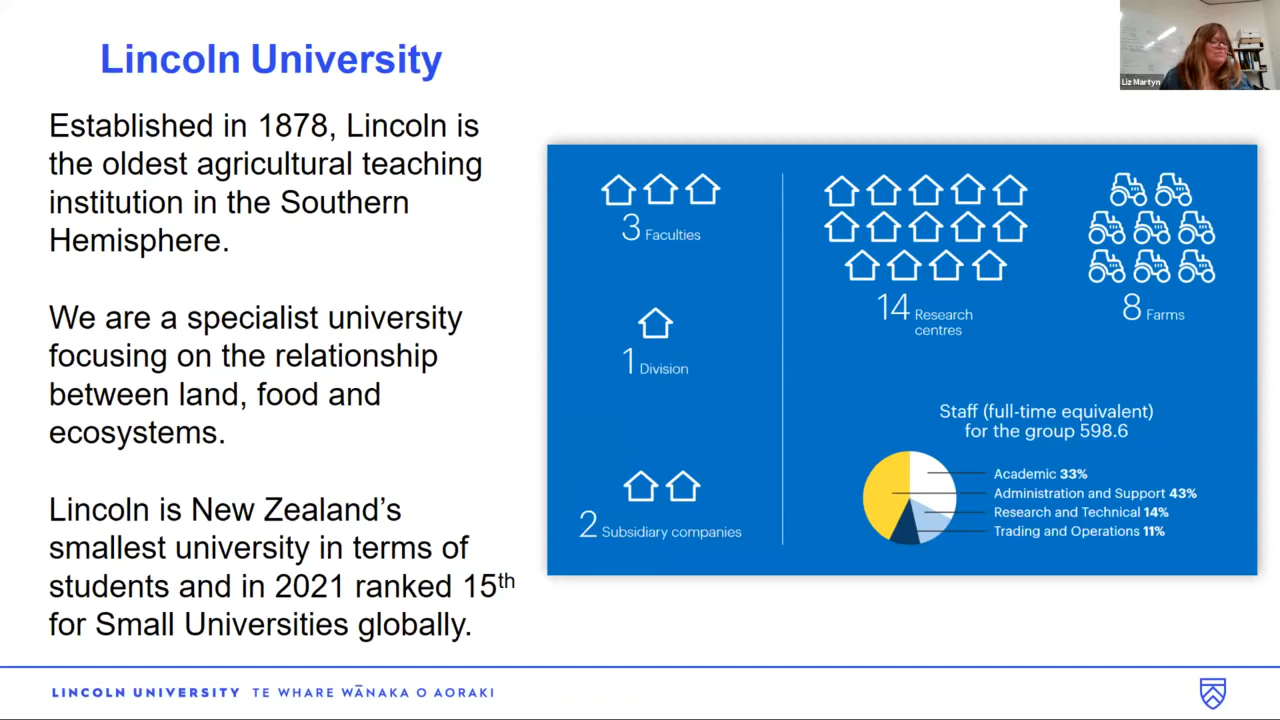 Lincoln University
Liz Martyn
Established in 1878, Lincoln is
the oldest agricultural teaching
institution in the Southern
Hemisphere.
We are a specialist university
focusing on the relationship
between land, food and
ecosystems.
Lincoln is New Zealand’s
smallest university in terms of
students and in 2021 ranked 15th
for Small Universities globally.
3 Faculties
1 Division
2 Subsidiary companies
14 Research
centres
8 Farms
Staff (full-time equivalent)
for the group 598.6
Academic 33%
Administration and Support 43%
Research and Technical 14%
Trading and Operations 11%
LINCOLN UNIVERSITY TE WHARE WĀNAKA O AORAKI